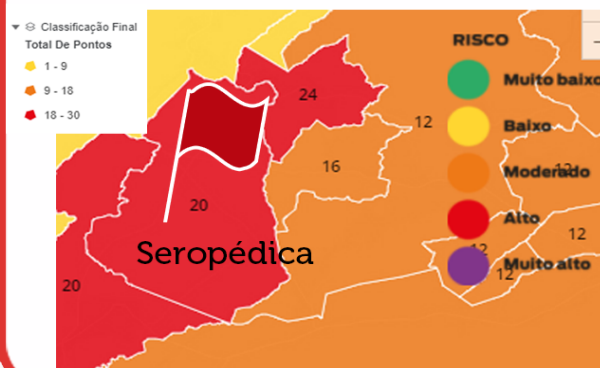 Classificação Final
Total De Pontos
1 - 9
9 - 18
18 - 30
RISCO
Muito baixo
Baixo
Moderado
Alto
Muito alto
24
12
16
12
20
12
12
12
Seropédica
20